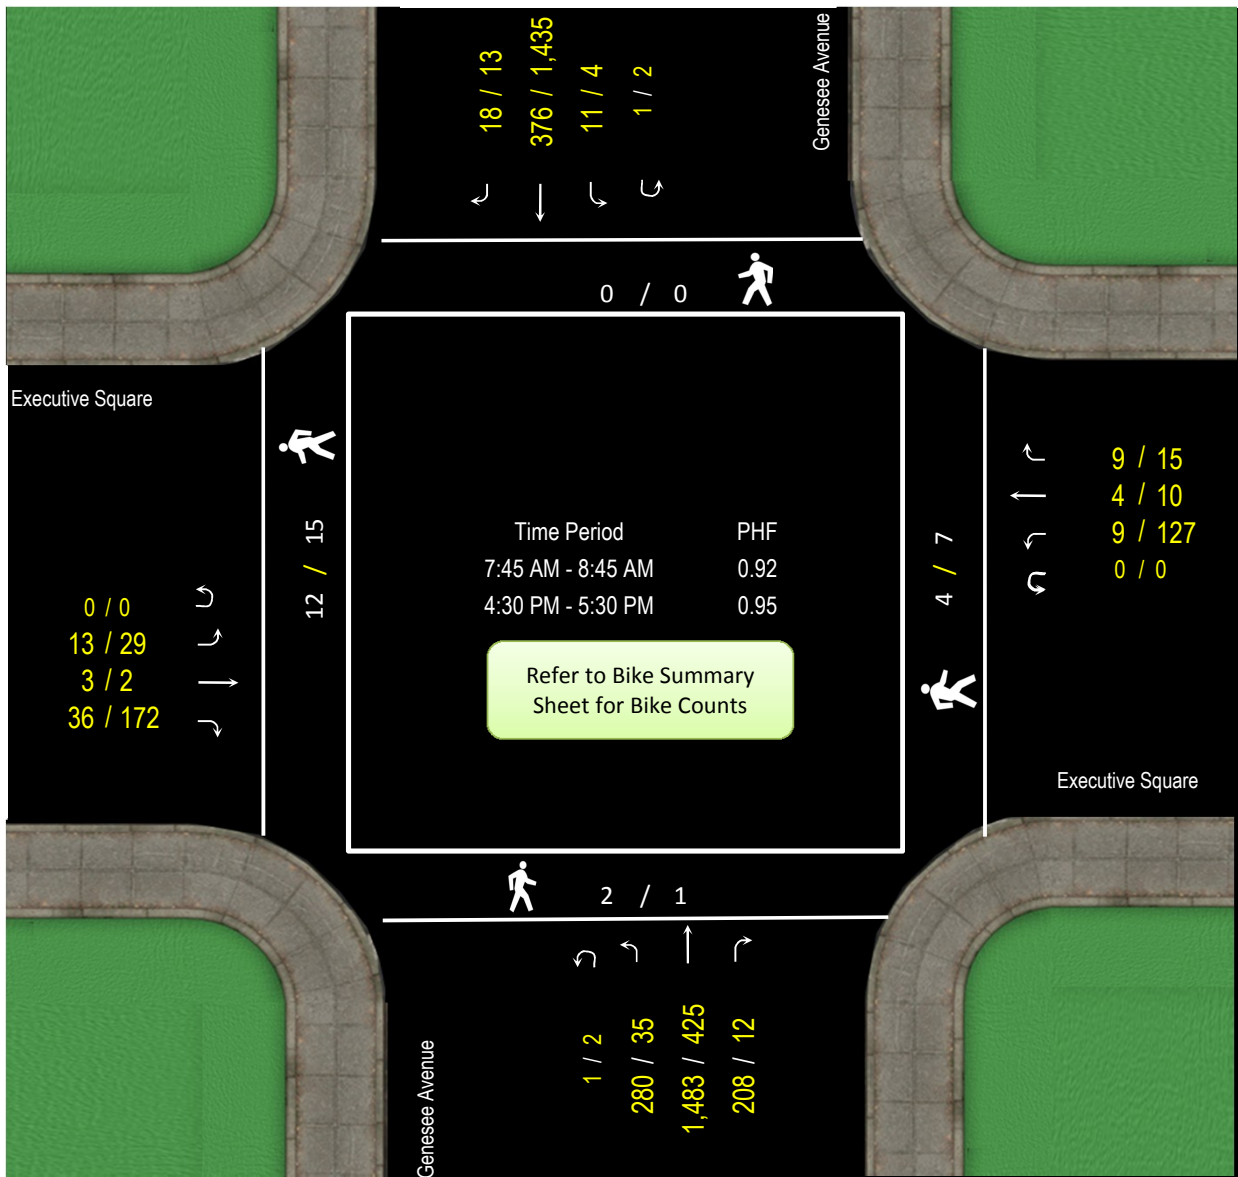 18 / 13
376 / 1,435
11 / 4
1 / 2
Genesee Avenue
0 / 0
Executive Square
12 / 15
0 / 0
13 / 29
3 / 2
36 / 172
Time Period PHF
7:45 AM - 8:45 AM 0.92
4:30 PM - 5:30 PM 0.95
Refer to Bike Summary
Sheet for Bike Counts
4 / 7
9 / 15
4 / 10
9 / 127
0 / 0
Executive Square
2 / 1
Genesee Avenue
1 / 2
280 / 35
1,483 / 425
208 / 12